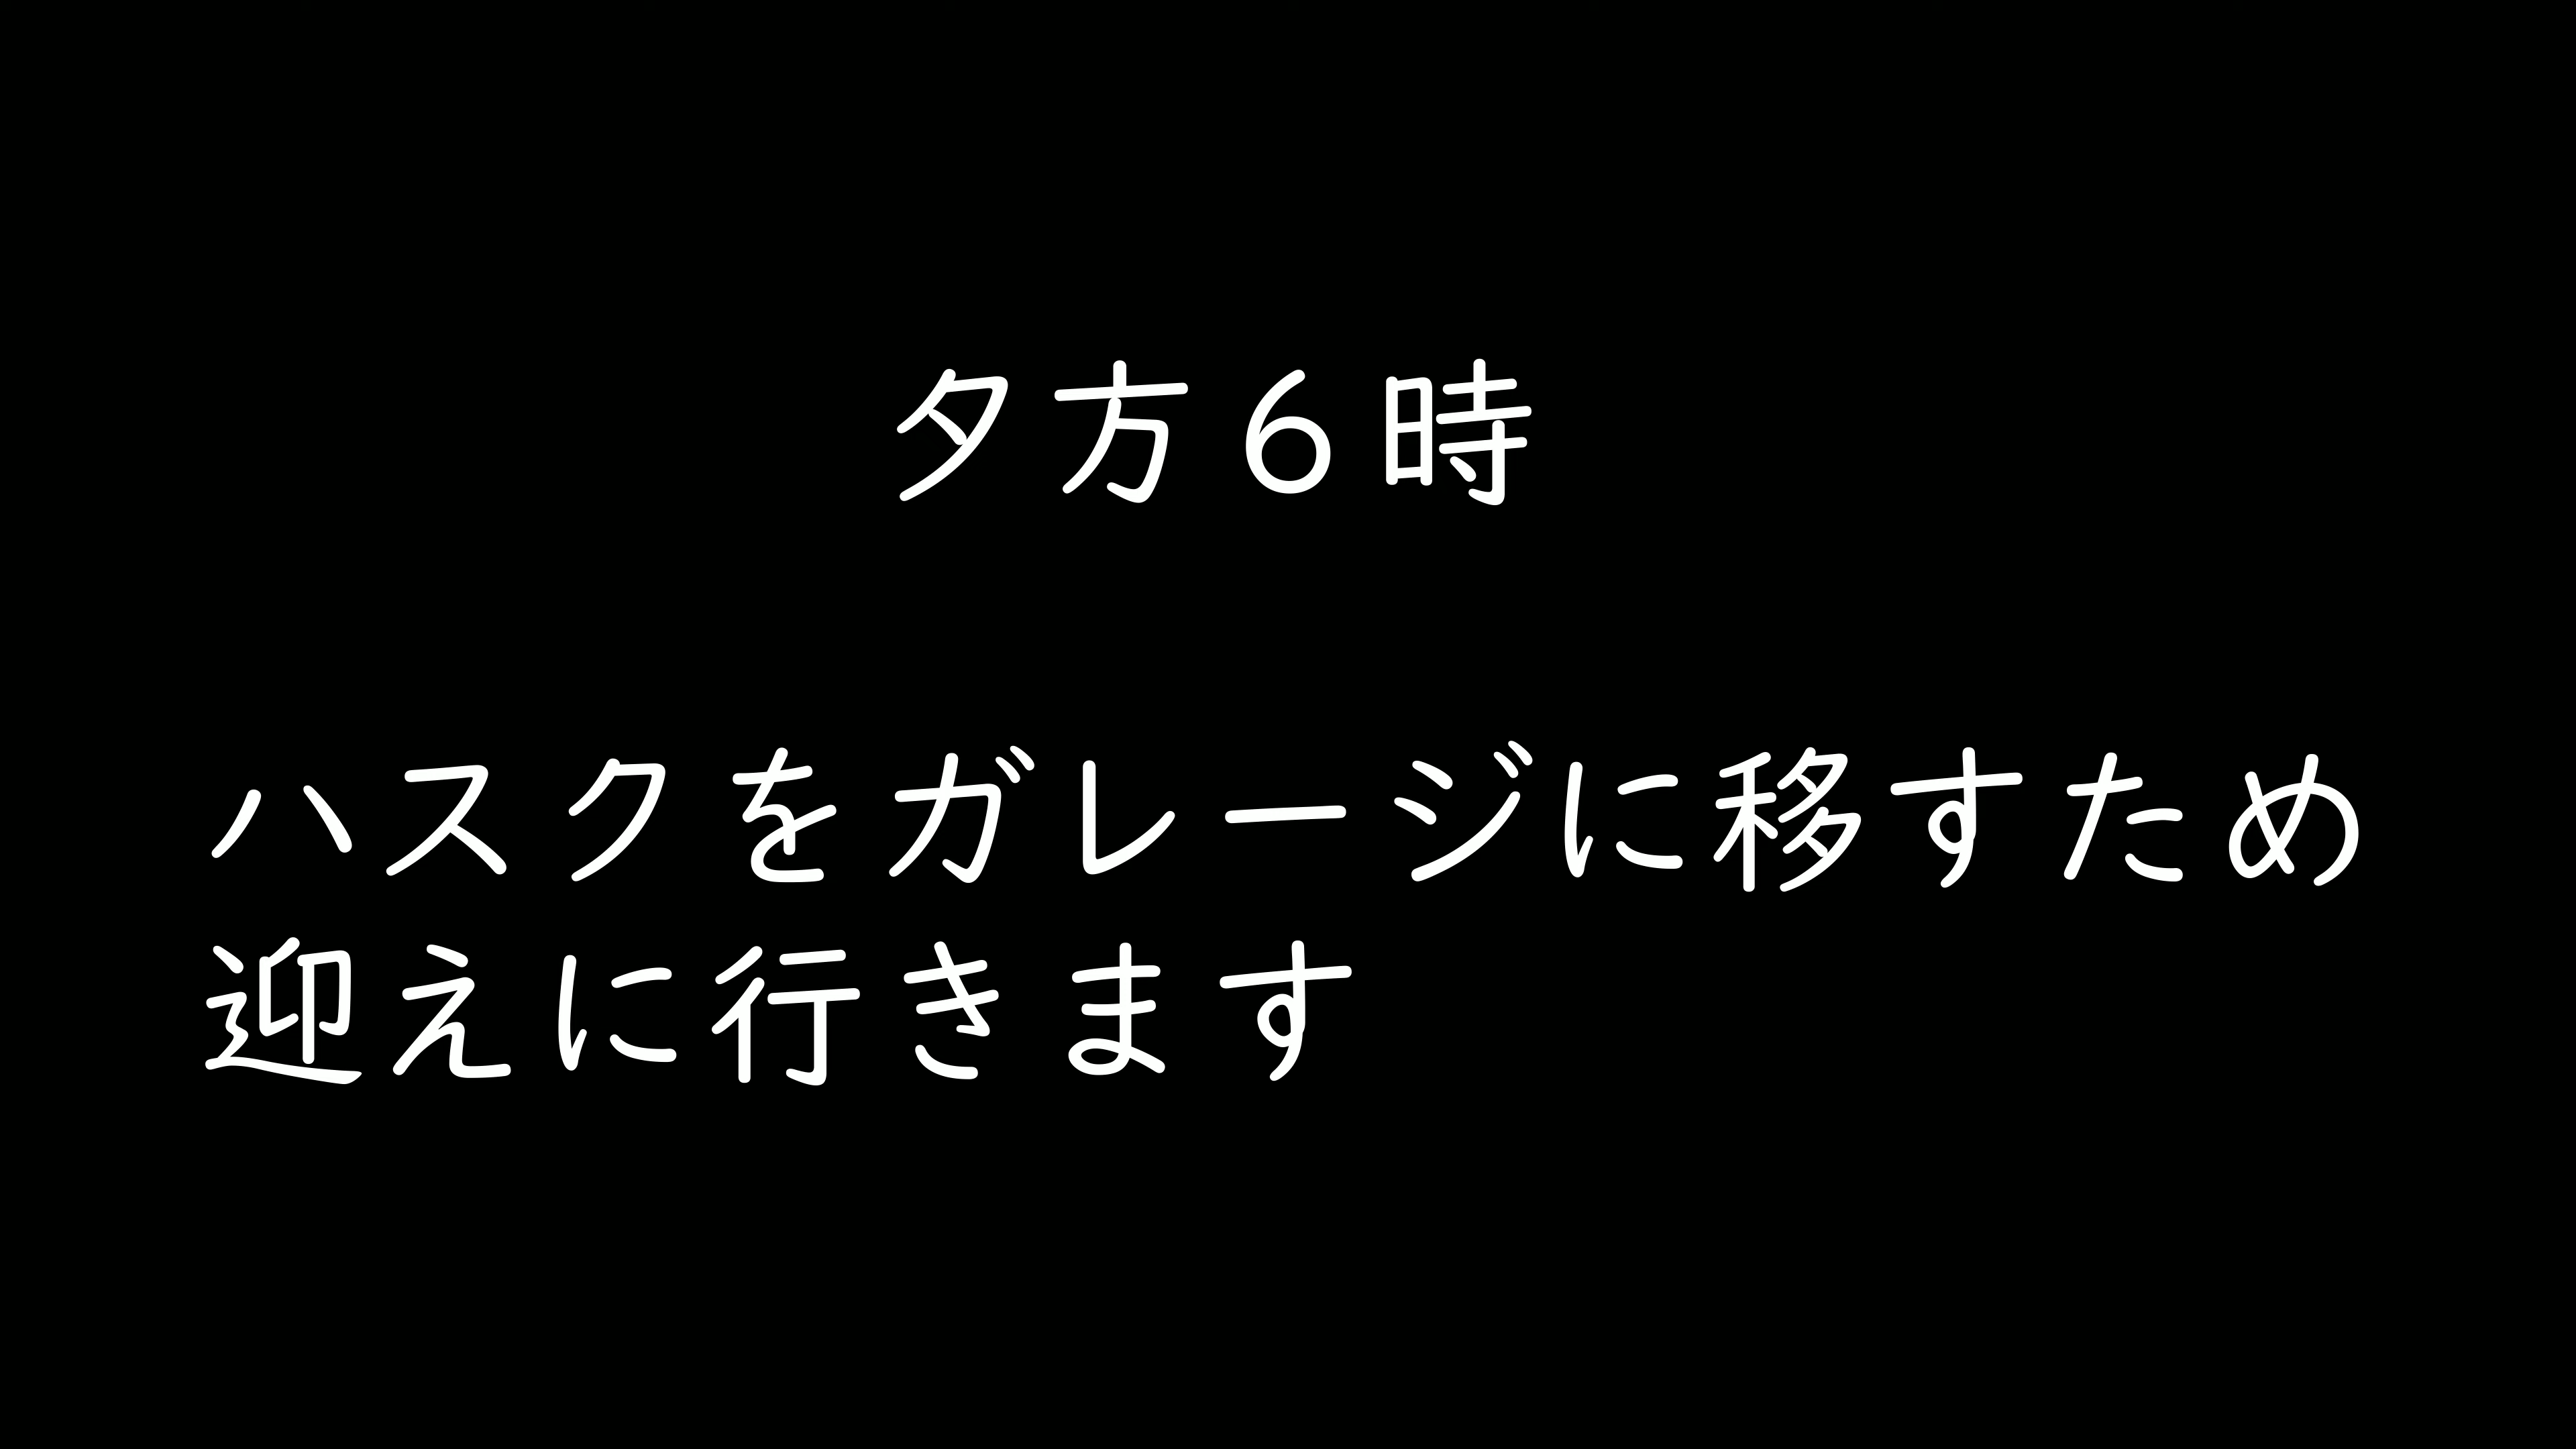 夕方６時
ハスクをガレージに移すため
迎えに行きます